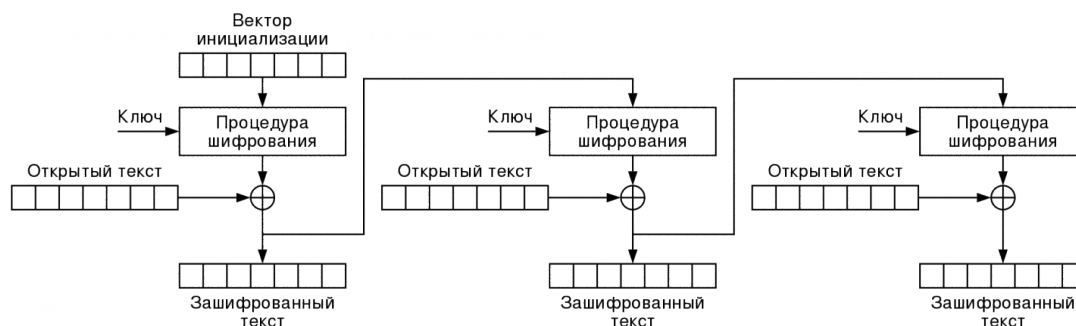 Вектор
инициализации
Ключ
Процедура
шифрования
Открытый текст
Зашифрованный
текст
Ключ
Процедура
шифрования
Открытый текст
Зашифрованный
текст
Ключ
Процедура
шифрования
Открытый текст
Зашифрованный
текст